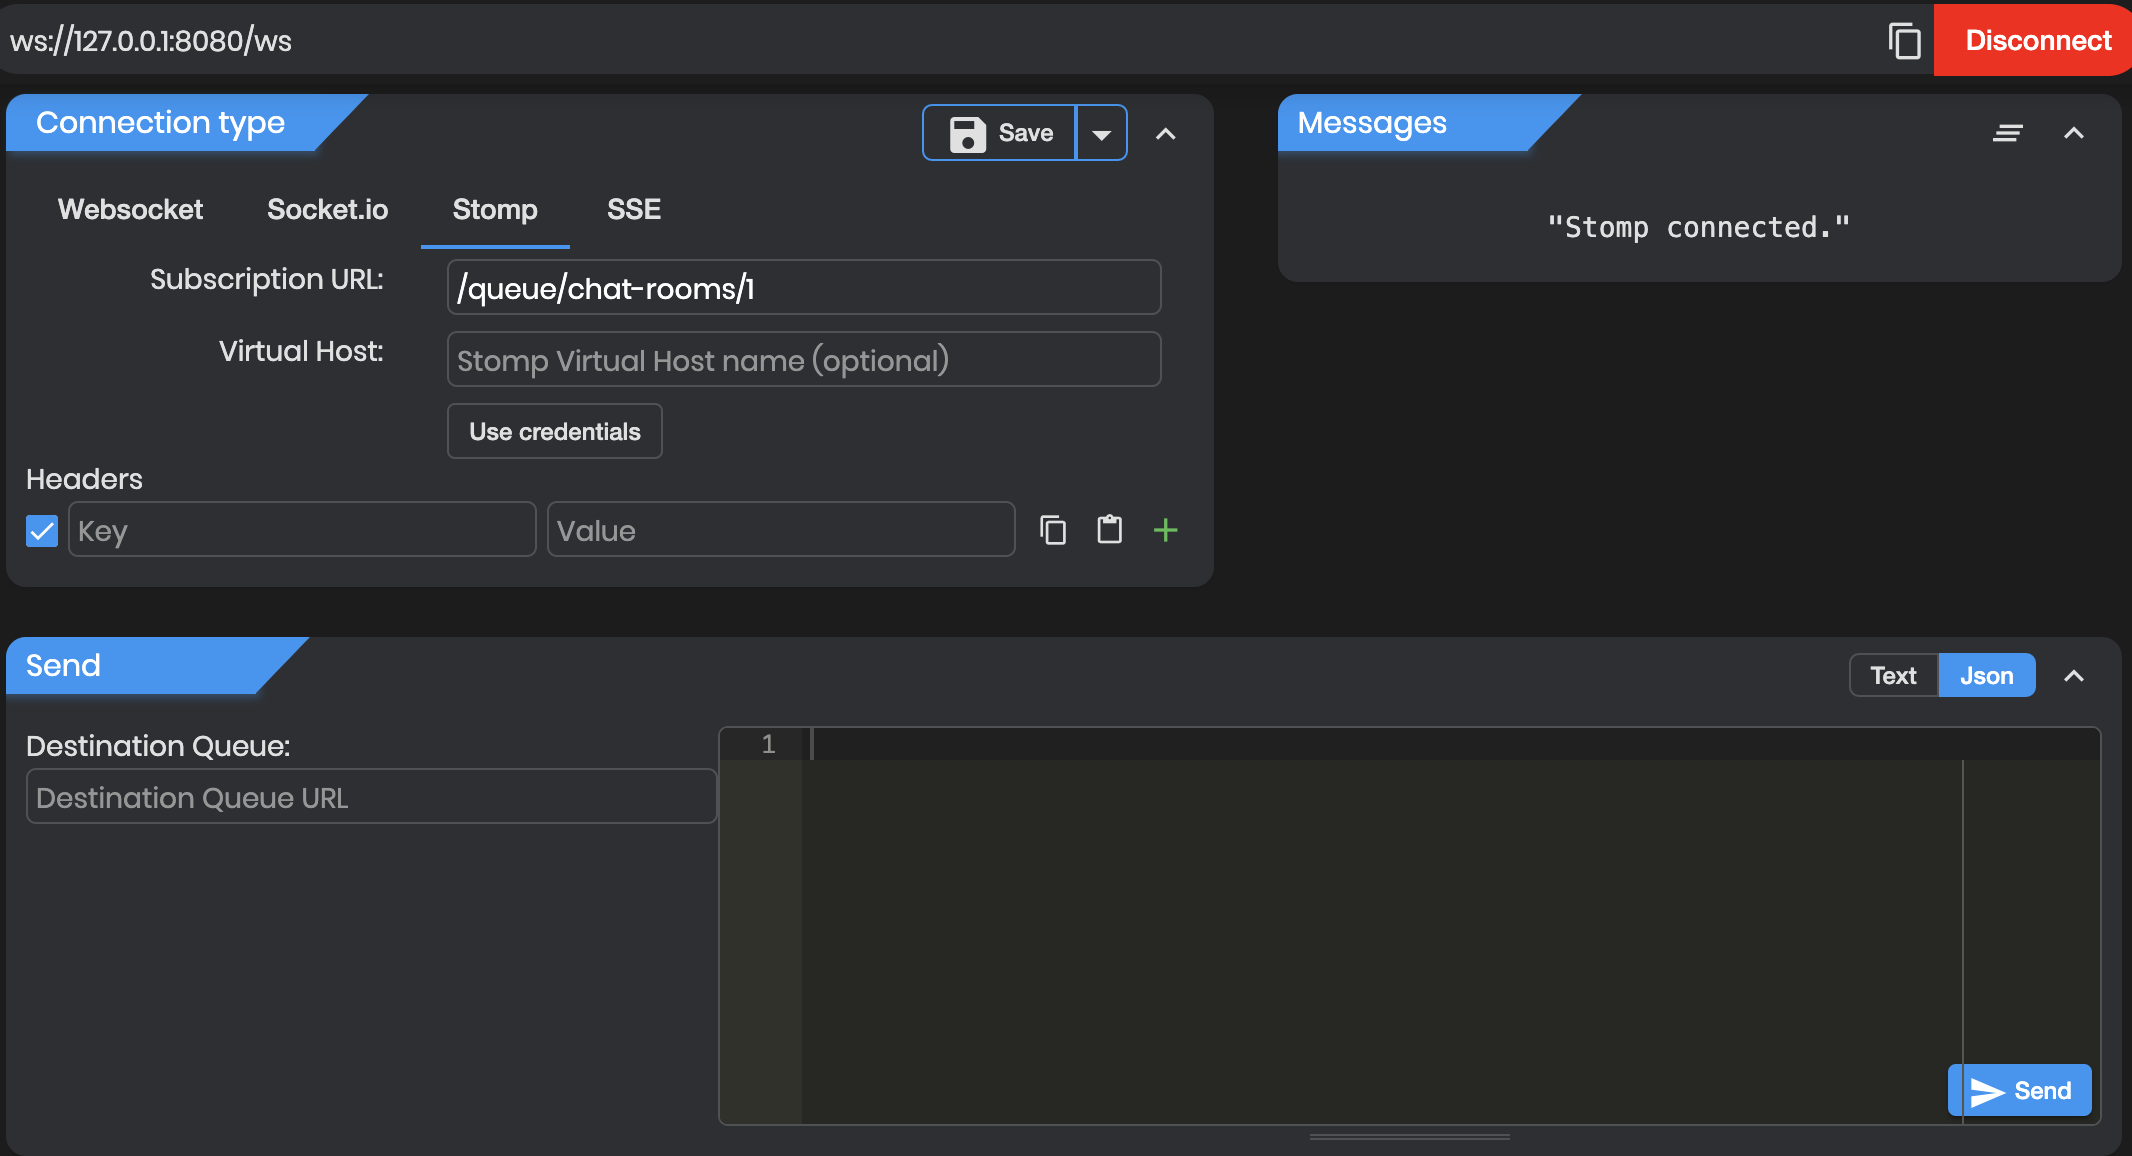 ws://127.0.0.1:8080/ws
Disconnect
Connection type
Save
Websocket Socket.io Stomp SSE
Subscription URL: /queue/chat-rooms/1
Virtual Host: Stomp Virtual Host name (optional)
Use credentials
Headers
Key Value
Messages
"Stomp connected."
Send
Text Json
Destination Queue:
Destination Queue URL
1
Send